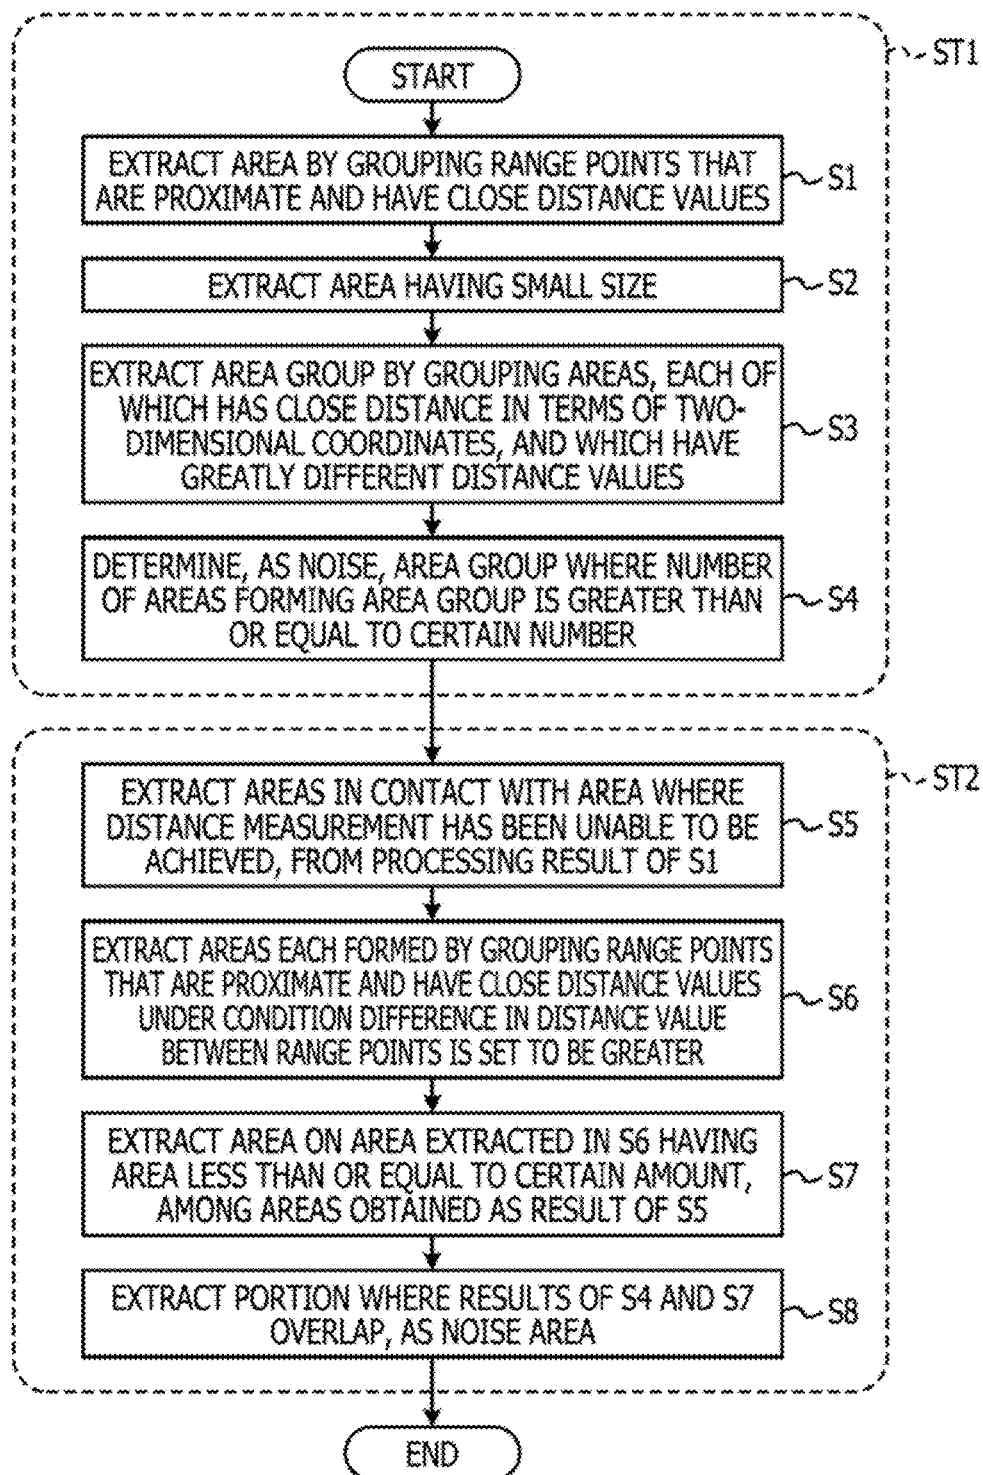 START
ST1
EXTRACT AREA BY GROUPING RANGE POINTS THAT
ARE PROXIMATE AND HAVE CLOSE DISTANCE VALUES
S1
EXTRACT AREA HAVING SMALL SIZE
S2
EXTRACT AREA GROUP BY GROUPING AREAS, EACH OF
WHICH HAS CLOSE DISTANCE IN TERMS OF TWO-
DIMENSIONAL COORDINATES, AND WHICH HAVE
GREATLY DIFFERENT DISTANCE VALUES
S3
DETERMINE, AS NOISE, AREA GROUP WHERE NUMBER
OF AREAS FORMING AREA GROUP IS GREATER THAN
OR EQUAL TO CERTAIN NUMBER
S4
ST2
EXTRACT AREAS IN CONTACT WITH AREA WHERE
DISTANCE MEASUREMENT HAS BEEN UNABLE TO BE
ACHIEVED, FROM PROCESSING RESULT OF S1
S5
EXTRACT AREAS EACH FORMED BY GROUPING RANGE POINTS
THAT ARE PROXIMATE AND HAVE CLOSE DISTANCE VALUES
UNDER CONDITION DIFFERENCE IN DISTANCE VALUE
BETWEEN RANGE POINTS IS SET TO BE GREATER
S6
EXTRACT AREA ON AREA EXTRACTED IN S6 HAVING
AREA LESS THAN OR EQUAL TO CERTAIN AMOUNT,
AMONG AREAS OBTAINED AS RESULT OF S5
S7
EXTRACT PORTION WHERE RESULTS OF S4 AND S7
OVERLAP, AS NOISE AREA
S8
END